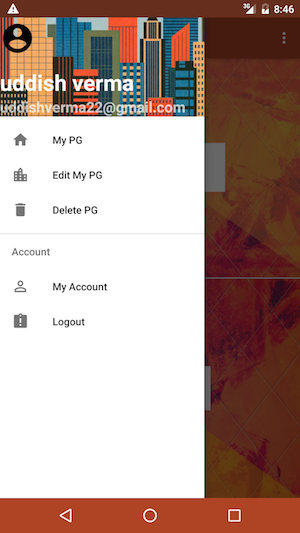 3G
8:46
uddish verma
uddishverma22@gmail.com
My PG
Edit My PG
Delete PG
Account
My Account
Logout